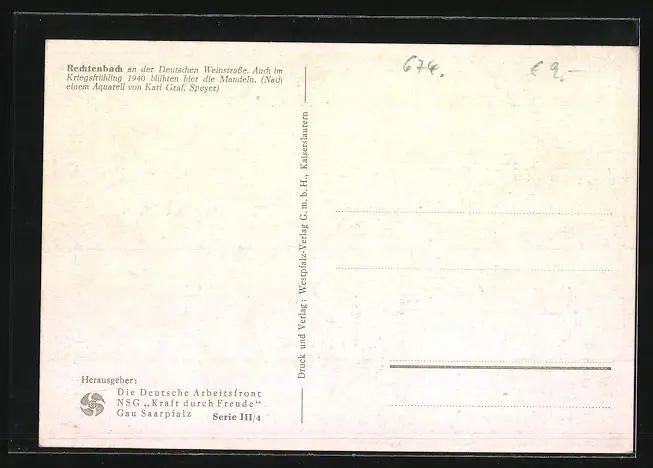 Rechtenbach an der Deutschen Weinstraße. Auch im
Kriegsfrühling 1940 blühten hier die Mandeln. (Nach
einem Aquarell von Karl Graf, Speyer)
674.
€ 9,-
Druck und Verlag: Westpfalz-Verlag G.m.b.H., Kaiserslautern
Herausgeber:
Die Deutsche Arbeitsfront
NSG „Kraft durch Freude"
Gau Saarpfalz Serie III/4